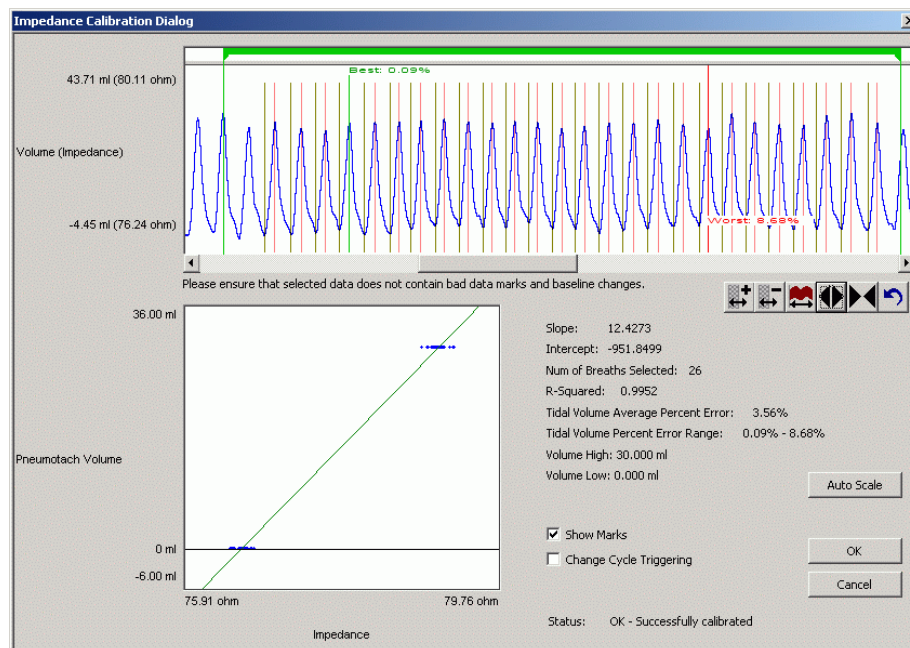 Impedance Calibration Dialog
43.71 ml (80.11 ohm)
Best: 0.09%
Volume (Impedance)
-4.45 ml (76.24 ohm)
Worst: 8.68%
Please ensure that selected data does not contain bad data marks and baseline changes.
36.00 ml
Pneumotach Volume
0 ml
-6.00 ml
75.91 ohm
79.76 ohm
Impedance
Slope: 12.4273
Intercept: -951.8499
Num of Breaths Selected: 26
R-Squared: 0.9952
Tidal Volume Average Percent Error: 3.56%
Tidal Volume Percent Error Range: 0.09% - 8.68%
Volume High: 30.000 ml
Volume Low: 0.000 ml
Auto Scale
Show Marks
Change Cycle Triggering
OK
Cancel
Status: OK - Successfully calibrated